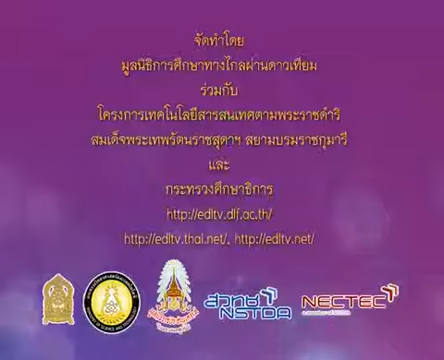 จัดทำโดย
มูลนิธิการศึกษาทางไกลผ่านดาวเทียม
ร่วมกับ
โครงการเทคโนโลยีสารสนเทศตามพระราชดำริ
สมเด็จพระเทพรัตนราชสุดาฯ สยามบรมราชกุมารี
และ
กระทรวงศึกษาธิการ
http://edltv.dlf.ac.th/
http://edltv.thai.net/, http://edltv.net/
สวทช
NSTDA
NECTEC